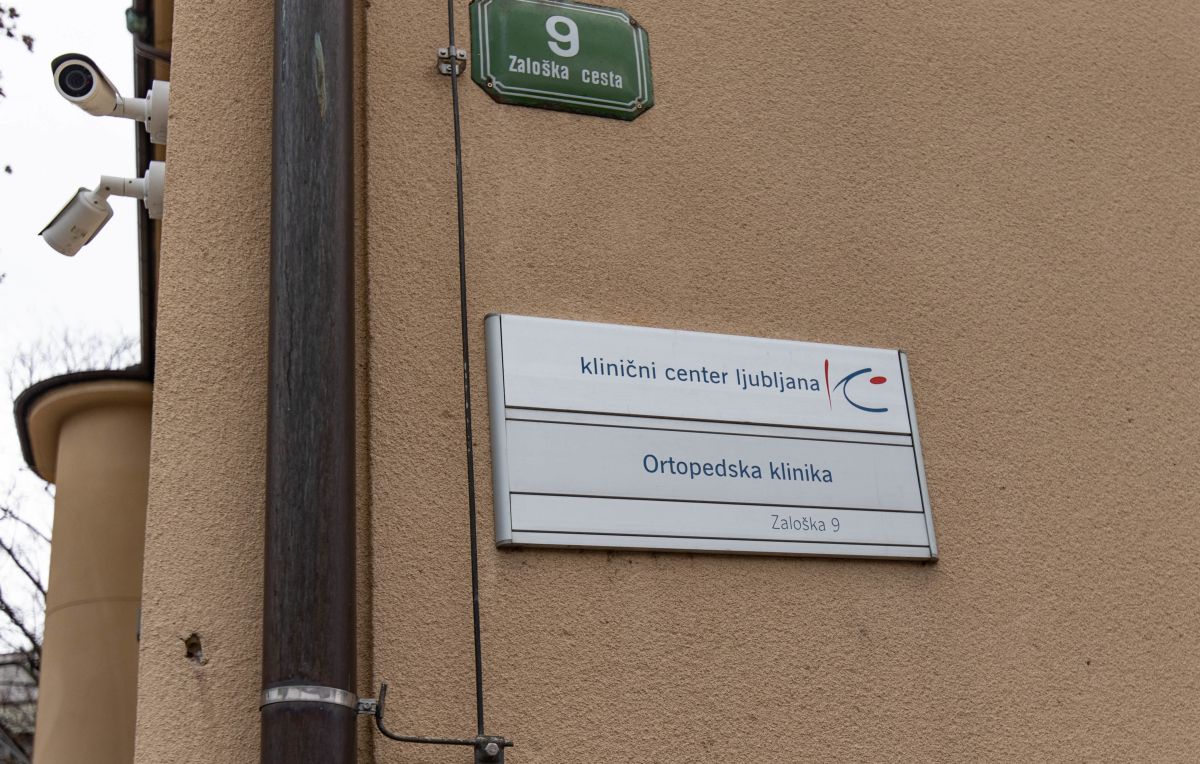 9
Zaloška cesta
klinični center ljubljana
Ortopedska klinika
Zaloška 9